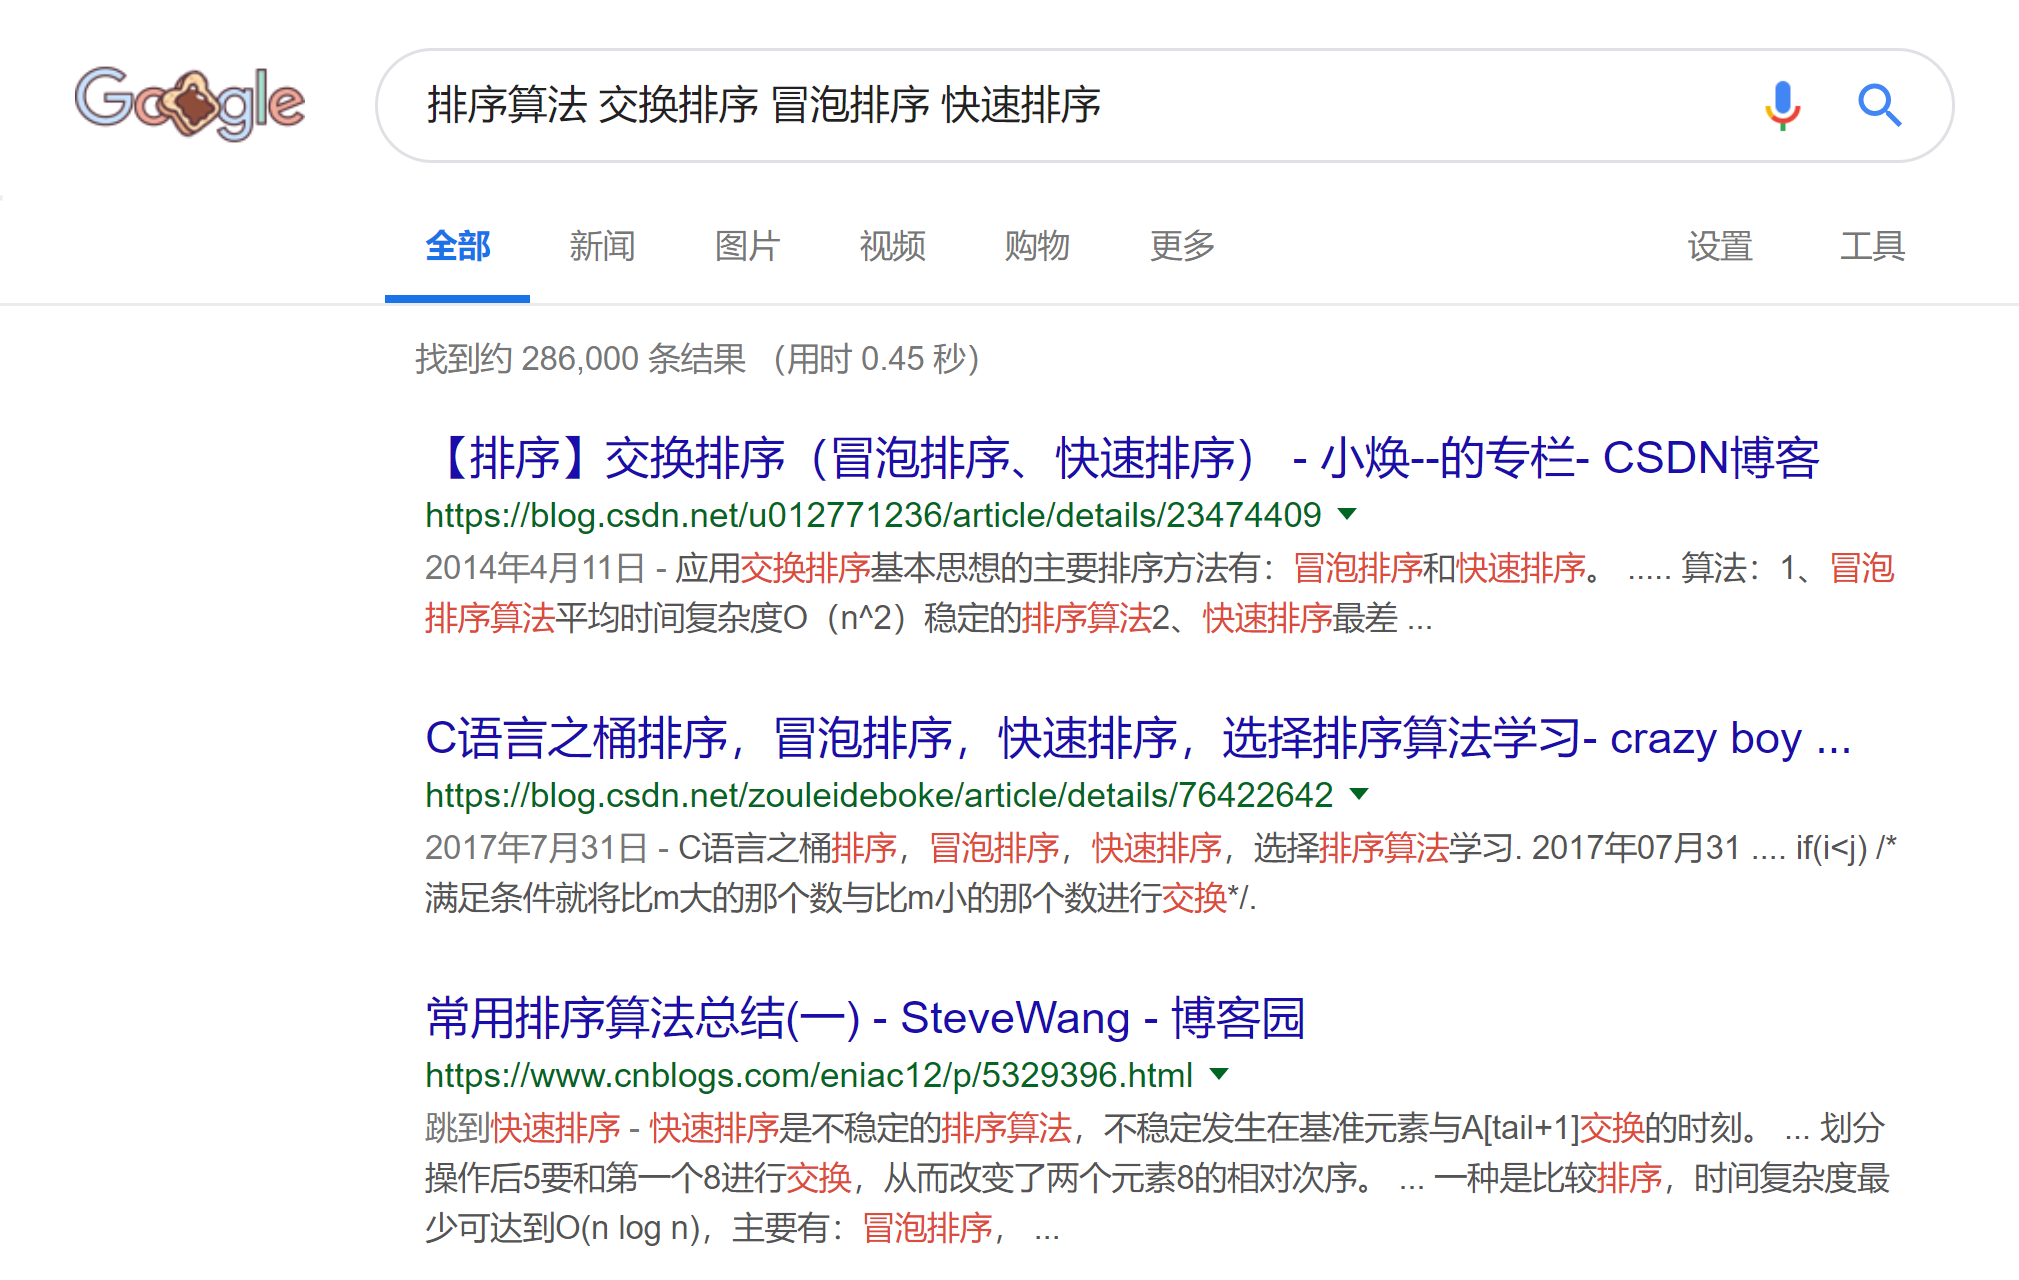 Google
排序算法 交换排序 冒泡排序 快速排序
全部 新闻 图片 视频 购物 更多 设置 工具
找到约 286,000 条结果 （用时 0.45 秒）
【排序】交换排序（冒泡排序、快速排序） - 小焕--的专栏- CSDN博客
https://blog.csdn.net/u012771236/article/details/23474409
2014年4月11日 - 应用交换排序基本思想的主要排序方法有：冒泡排序和快速排序。 ..... 算法：1、冒泡
排序算法平均时间复杂度O（n^2）稳定的排序算法2、快速排序最差 ...
C语言之桶排序，冒泡排序，快速排序，选择排序算法学习- crazy boy ...
https://blog.csdn.net/zouleideboke/article/details/76422642
2017年7月31日 - C语言之桶排序，冒泡排序，快速排序，选择排序算法学习. 2017年07月31 .... if(i<j) /*
满足条件就将比m大的那个数与比m小的那个数进行交换*/.
常用排序算法总结(一) - SteveWang - 博客园
https://www.cnblogs.com/eniac12/p/5329396.html
跳到快速排序 - 快速排序是不稳定的排序算法，不稳定发生在基准元素与A[tail+1]交换的时刻。 ... 划分
操作后5要和第一个8进行交换，从而改变了两个元素8的相对次序。 ... 一种是比较排序，时间复杂度最
少可达到O(n log n)，主要有：冒泡排序， ...